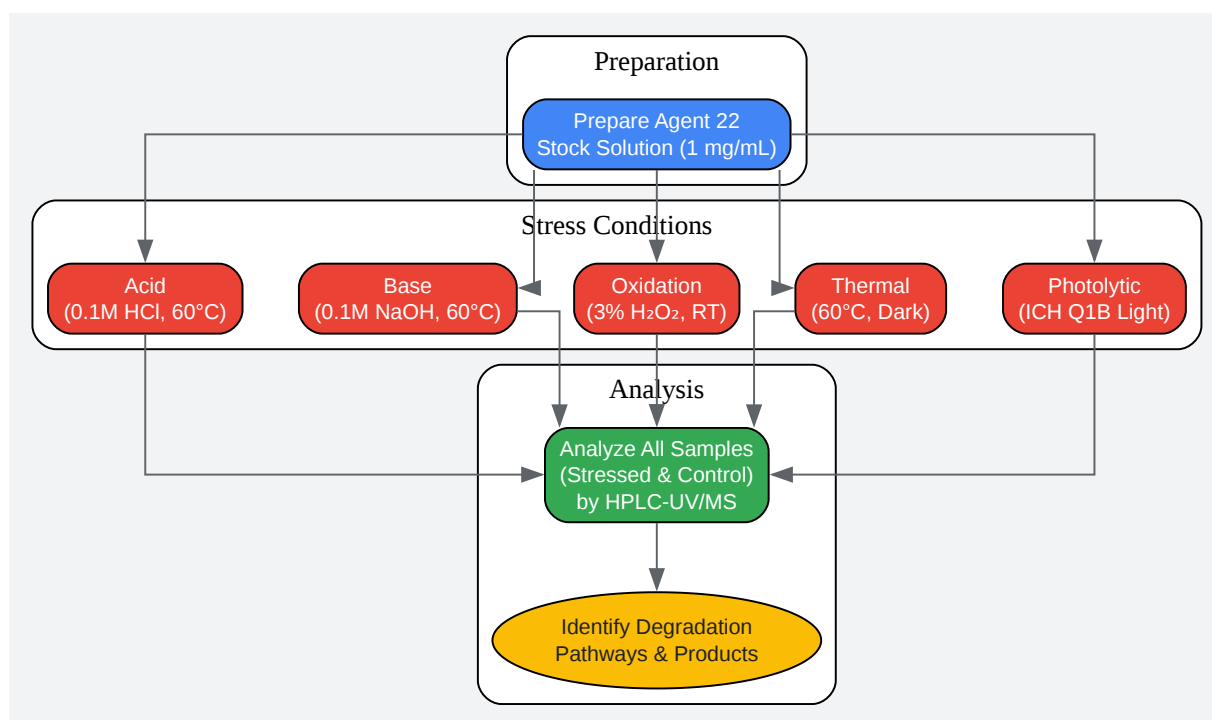 Preparation
Prepare Agent 22
Stock Solution (1 mg/mL)
Stress Conditions
Acid
(0.1M HCl, 60°C)
Base
(0.1M NaOH, 60°C)
Oxidation
(3% H₂O₂, RT)
Thermal
(60°C, Dark)
Photolytic
(ICH Q1B Light)
Analysis
Analyze All Samples
(Stressed & Control)
by HPLC-UV/MS
Identify Degradation
Pathways & Products